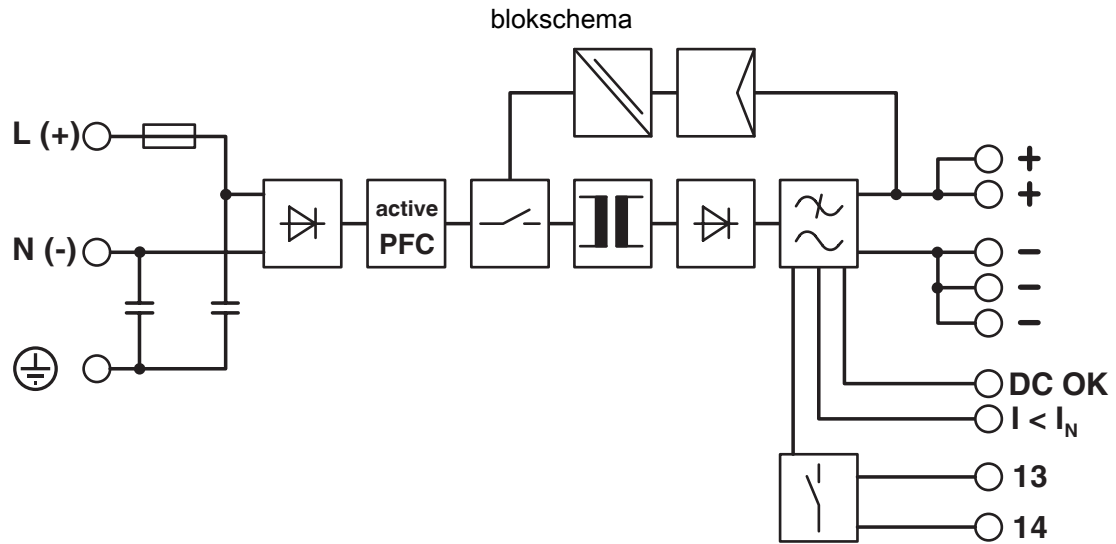 blokschema
L (+)
+
+
active
PFC
N (-)
−
−
−
DC OK
I < I_N
13
14